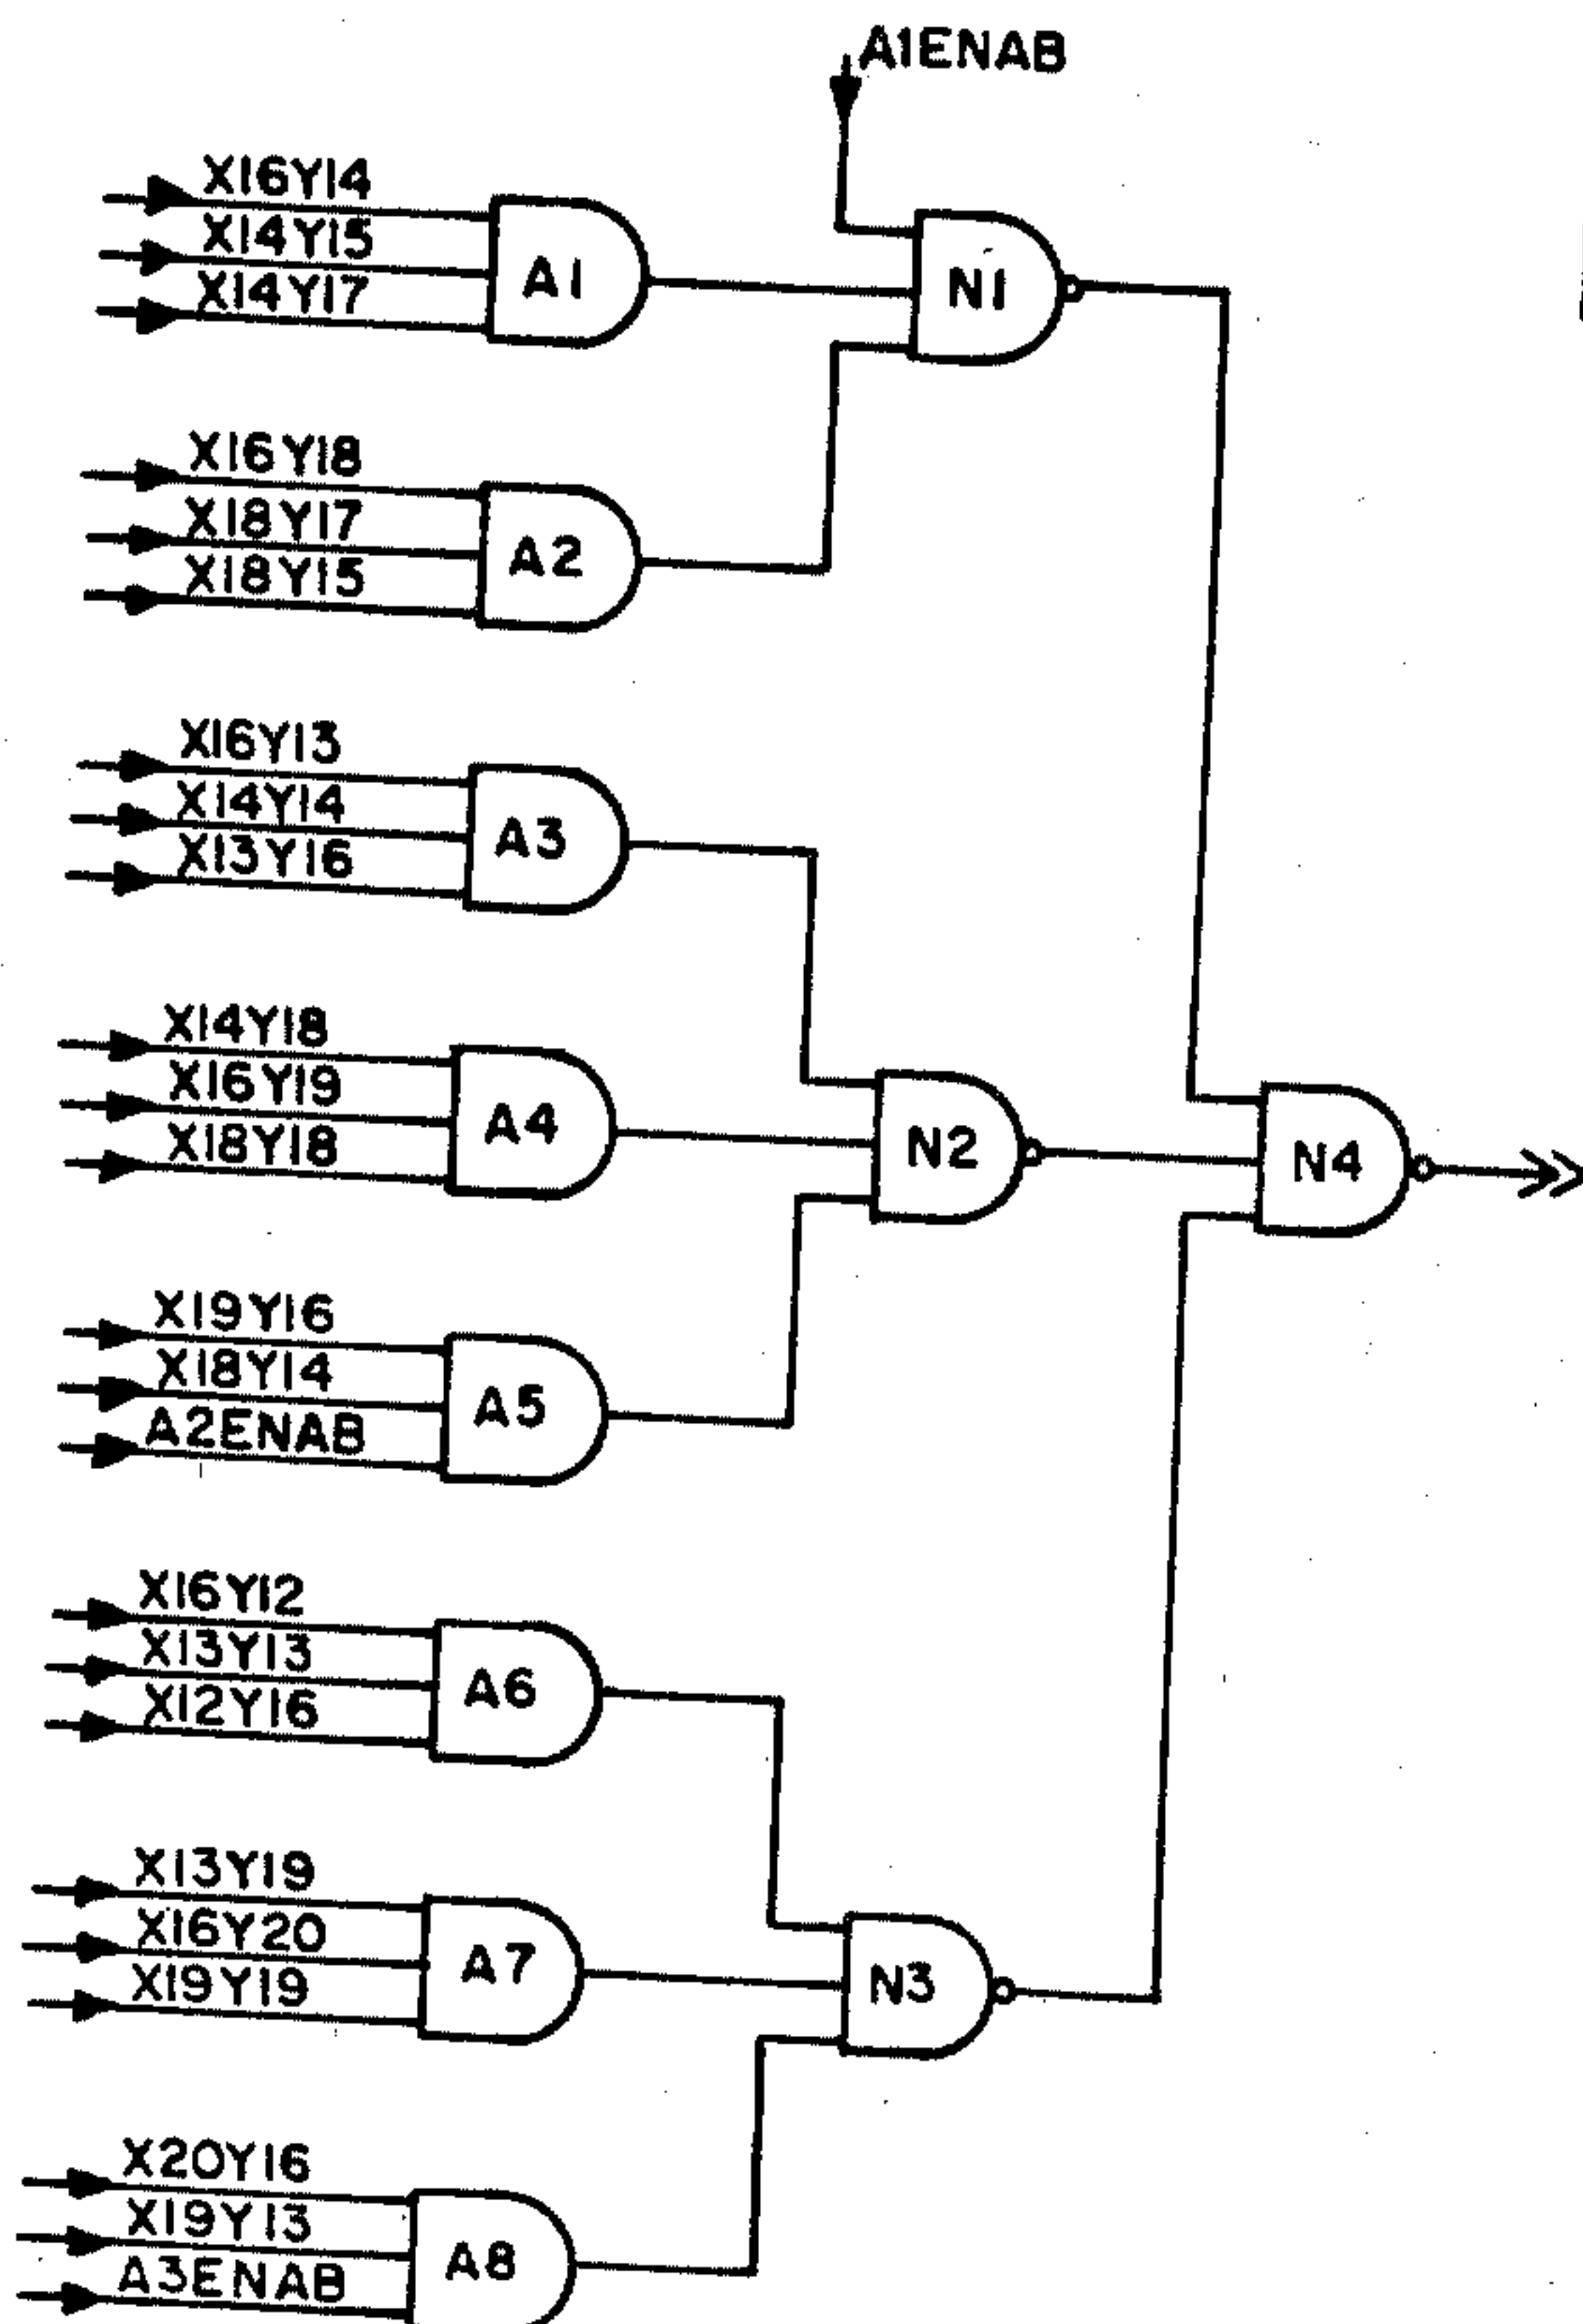 A1ENAB
X16Y14
X14Y15
X14Y17
A1
N1
X16Y18
X18Y17
X18Y15
A2
X16Y13
X14Y14
X13Y16
A3
X14Y18
X16Y19
X18Y18
A4
N2
N4
X19Y16
X18Y14
A2ENAB
A5
X16Y12
X13Y13
X12Y16
A6
X13Y19
X16Y20
X19Y19
A7
N3
X20Y16
X19Y13
A3ENAB
A8